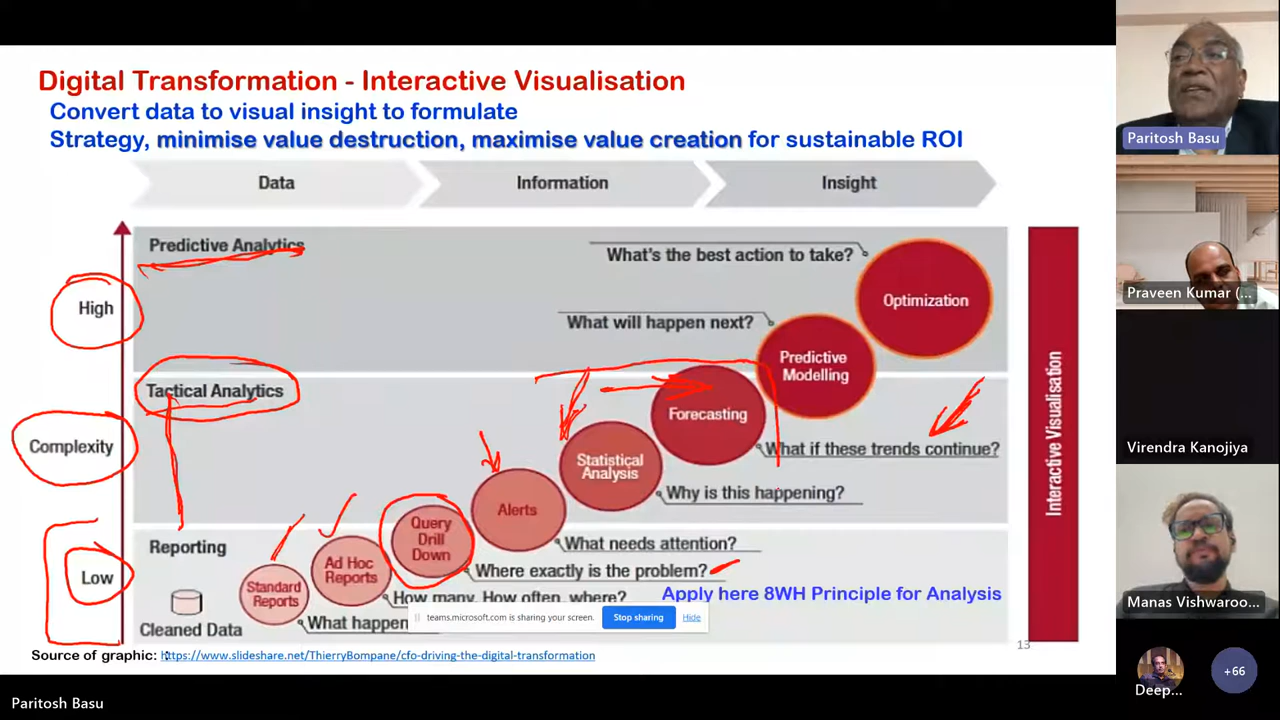 Digital Transformation - Interactive Visualisation
Convert data to visual insight to formulate
Strategy, minimise value destruction, maximise value creation for sustainable ROI
Data
Information
Insight
Predictive Analytics
What's the best action to take?
Optimization
High
What will happen next?
Predictive
Modelling
Tactical Analytics
Forecasting
Complexity
What if these trends continue?
Statistical
Analysis
Why is this happening?
Alerts
What needs attention?
Reporting
Query
Drill
Down
Where exactly is the problem?
Low
Ad Hoc
Reports
How many, How often, where?
Apply here 8WH Principle for Analysis
Standard
Reports
What happen
Cleaned Data
Interactive Visualisation
teams.microsoft.com is sharing your screen.
Stop sharing
Hide
13
Source of graphic: https://www.slideshare.net/ThierryBompane/cfo-driving-the-digital-transformation
Paritosh Basu
Paritosh Basu
Praveen Kumar (...
Virendra Kanojiya
Manas Vishwaroo...
Deep...
+66